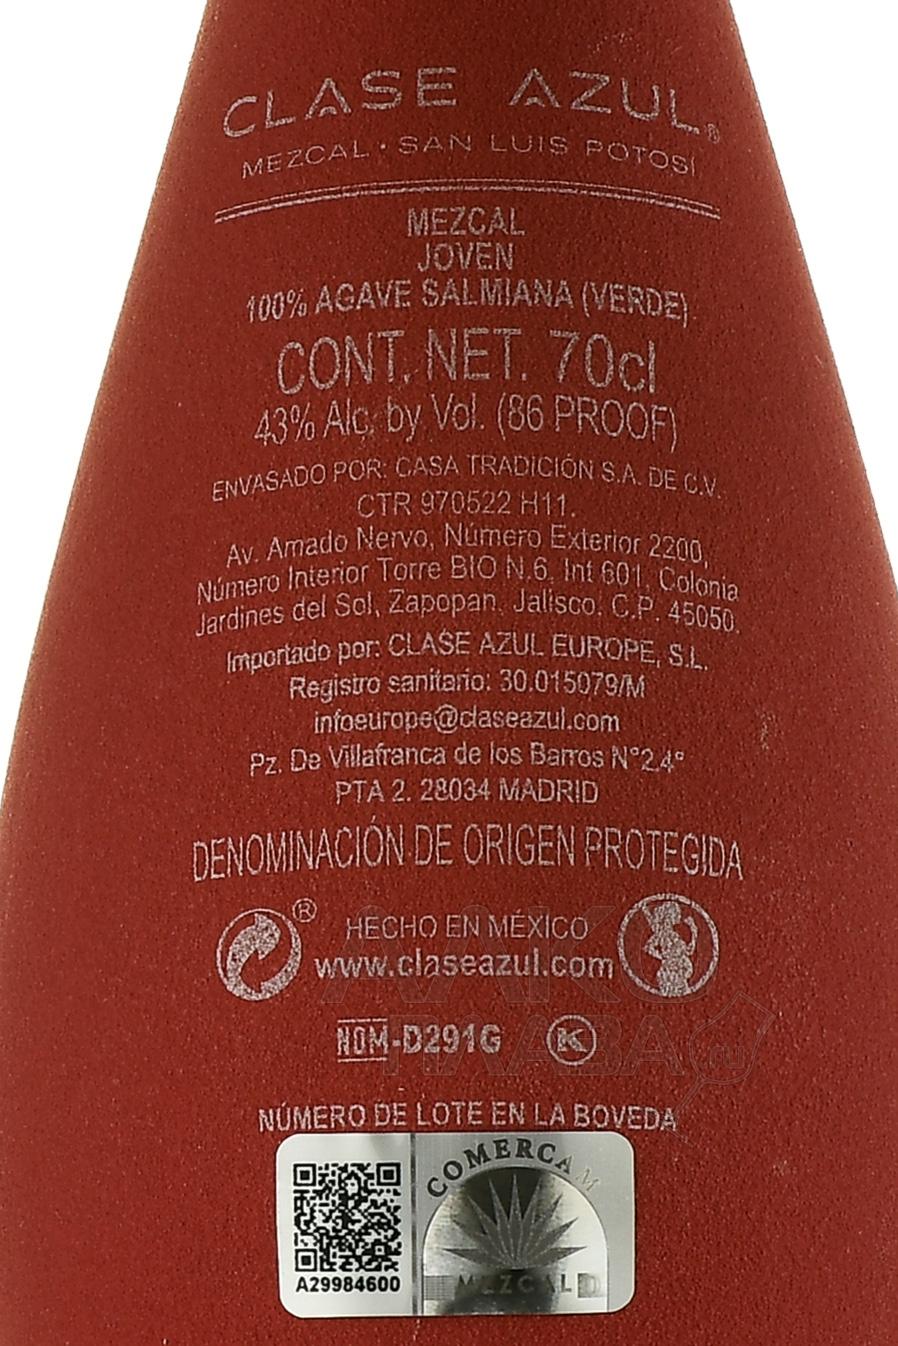 CLASE AZUL®
MEZCAL · SAN LUIS POTOSÍ
MEZCAL
JOVEN
100% AGAVE SALMIANA (VERDE)
CONT. NET. 70cl
43% Alc. by Vol. (86 PROOF)
ENVASADO POR: CASA TRADICIÓN S.A. DE C.V.
CTR 970522 H11.
Av. Amado Nervo, Número Exterior 2200,
Número Interior Torre BIO N.6, Int 601, Colonia
Jardines del Sol, Zapopan, Jalisco, C.P. 45050.
Importado por: CLASE AZUL EUROPE, S.L.
Registro sanitario: 30.015079/M
infoeurope@claseazul.com
Pz. De Villafranca de los Barros N°2.4°
PTA 2. 28034 MADRID
DENOMINACIÓN DE ORIGEN PROTEGIDA
®
HECHO EN MÉXICO
www.claseazul.com
NOM-D291G K
NÚMERO DE LOTE EN LA BOVEDA
COMERCAM
MEZCAL
A29984600
АЛКО
ПЛАВА
ru